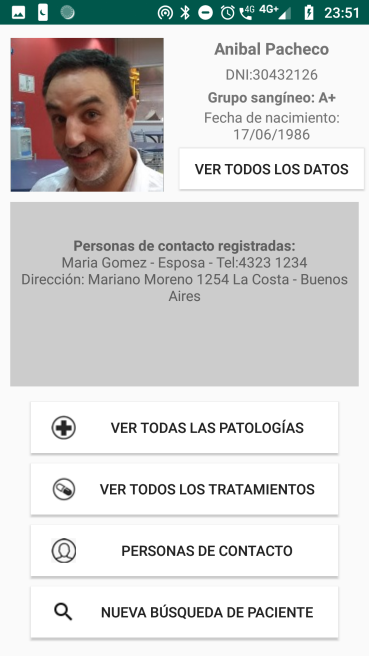 4G 4G+ 23:51
Anibal Pacheco
DNI:30432126
Grupo sangíneo: A+
Fecha de nacimiento:
17/06/1986
VER TODOS LOS DATOS
Personas de contacto registradas:
Maria Gomez - Esposa - Tel:4323 1234
Dirección: Mariano Moreno 1254 La Costa - Buenos
Aires
VER TODAS LAS PATOLOGÍAS
VER TODOS LOS TRATAMIENTOS
PERSONAS DE CONTACTO
NUEVA BÚSQUEDA DE PACIENTE